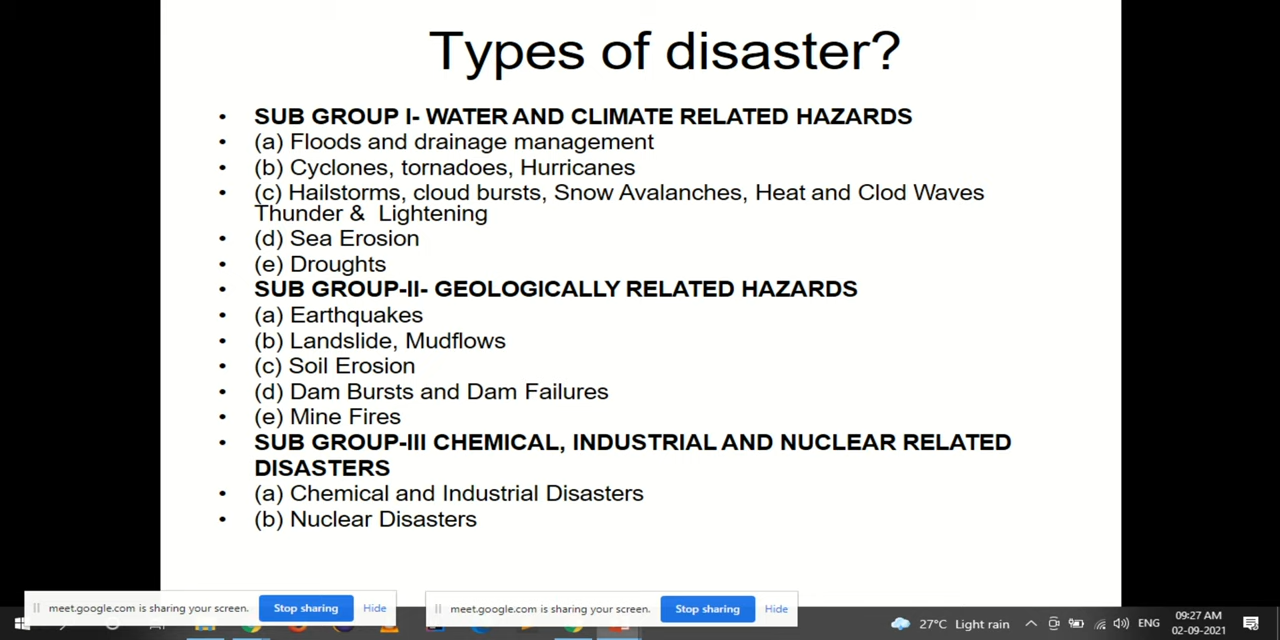 Types of disaster?
• SUB GROUP I- WATER AND CLIMATE RELATED HAZARDS
• (a) Floods and drainage management
• (b) Cyclones, tornadoes, Hurricanes
• (c) Hailstorms, cloud bursts, Snow Avalanches, Heat and Clod Waves
Thunder & Lightening
• (d) Sea Erosion
• (e) Droughts
• SUB GROUP-II- GEOLOGICALLY RELATED HAZARDS
• (a) Earthquakes
• (b) Landslide, Mudflows
• (c) Soil Erosion
• (d) Dam Bursts and Dam Failures
• (e) Mine Fires
• SUB GROUP-III CHEMICAL, INDUSTRIAL AND NUCLEAR RELATED
DISASTERS
• (a) Chemical and Industrial Disasters
• (b) Nuclear Disasters
meet.google.com is sharing your screen. Stop sharing Hide
meet.google.com is sharing your screen. Stop sharing Hide
27°C Light rain ENG 09:27 AM
02-09-2021